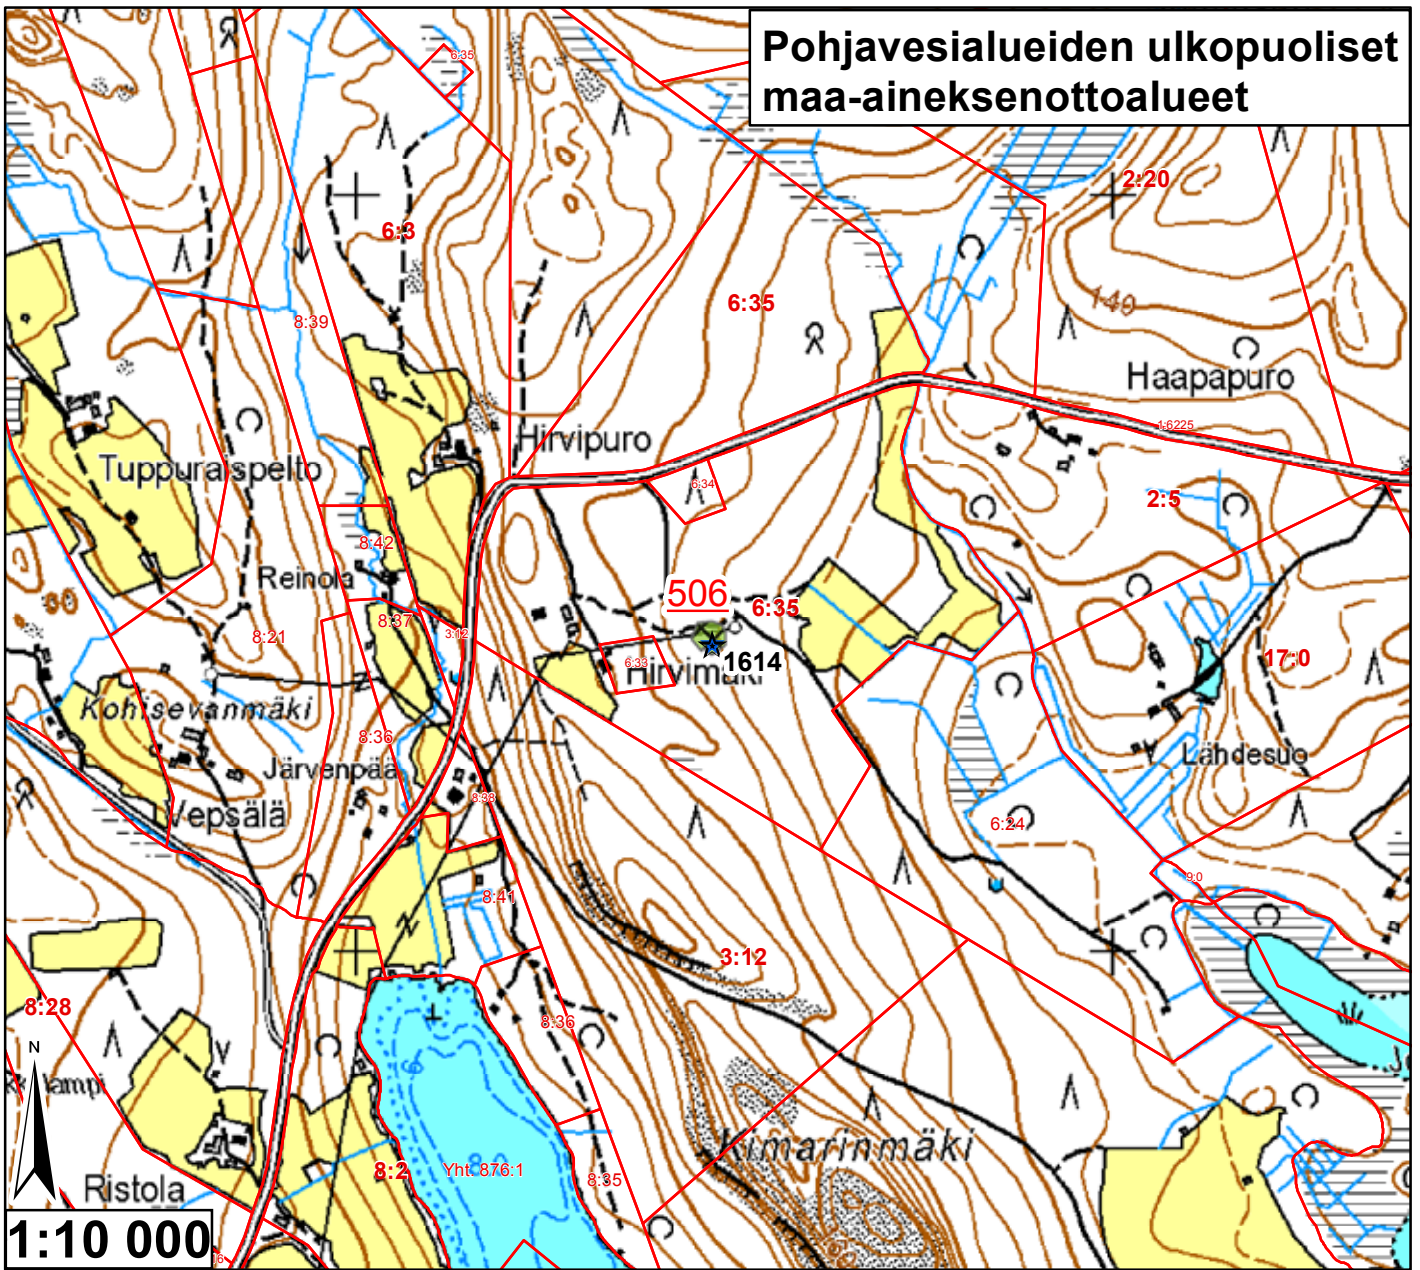 Pohjavesialueiden ulkopuoliset
maa-aineksenottoalueet
6:35
2:20
6:3
6:35
140
8:39
Haapapuro
1:6225
Hirvipuro
Tuppuraispelto
6:34
2:5
8:42
Reinola
506
6:35
8:37
3:12
8:21
6:33
1614
Hirvimäki
17:0
Kohisevanmäki
8:36
Järvenpää
Lähdesuo
Vepsälä
8:38
6:24
9:0
8:41
3:12
8:28
8:36
N
lampi
Kimarinmäki
8:2
Yht. 876:1
8:35
Ristola
1:10 000